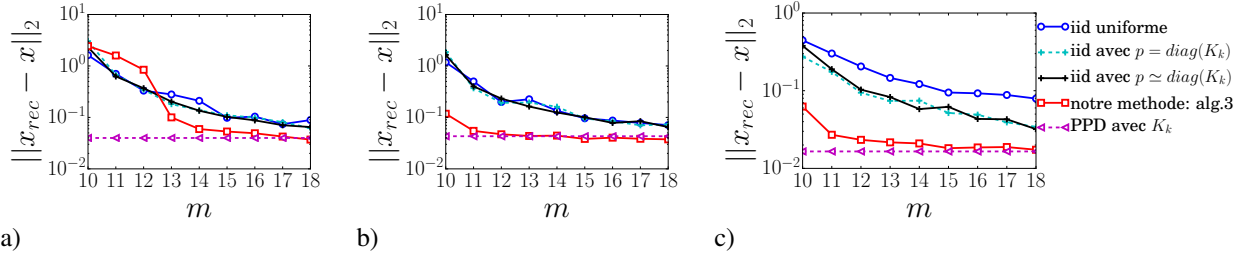 ||x_rec − x||_2
10^1
10^0
10^-1
10^-2
10 11 12 13 14 15 16 17 18
m
a)
||x_rec − x||_2
10^1
10^0
10^-1
10^-2
10 11 12 13 14 15 16 17 18
m
b)
||x_rec − x||_2
10^0
10^-1
10^-2
10 11 12 13 14 15 16 17 18
m
c)
iid uniforme
iid avec p = diag(K_k)
iid avec p ≃ diag(K_k)
notre methode: alg.3
PPD avec K_k